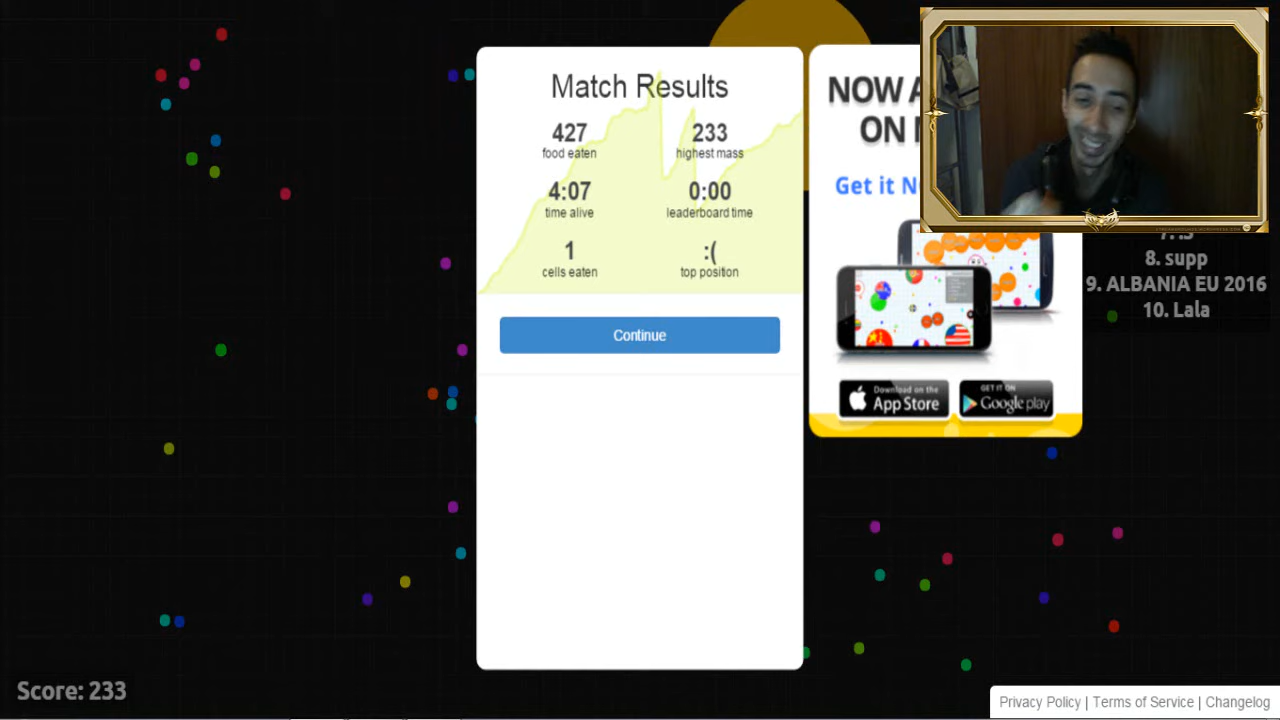 Match Results
427
food eaten
233
highest mass
4:07
time alive
0:00
leaderboard time
1
cells eaten
:(
top position
Continue
NOW
ON
Get it
Download on the
App Store
GET IT ON
Google play
8. supp
9. ALBANIA EU 2016
10. Lala
Score: 233
Privacy Policy | Terms of Service | Changelog